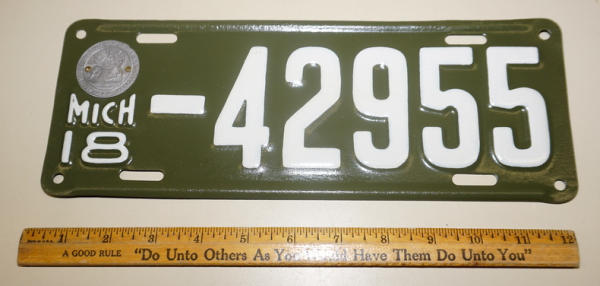 MICH
18
-42955
1 2 3 4 5 6 7 8 9 10 11 12
A GOOD RULE "Do Unto Others As You Have Them Do Unto You"